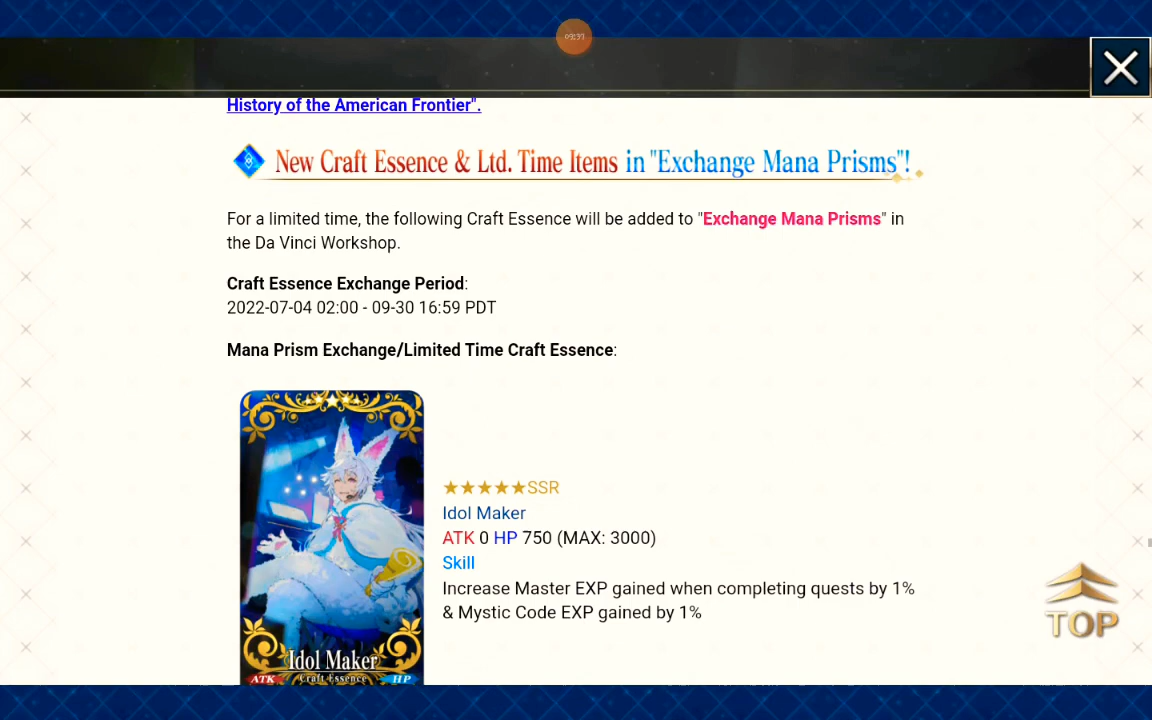 09:39
History of the American Frontier".
New Craft Essence & Ltd. Time Items in "Exchange Mana Prisms"!
For a limited time, the following Craft Essence will be added to "Exchange Mana Prisms" in
the Da Vinci Workshop.
Craft Essence Exchange Period:
2022-07-04 02:00 - 09-30 16:59 PDT
Mana Prism Exchange/Limited Time Craft Essence:
★★★★★SSR
Idol Maker
ATK 0 HP 750 (MAX: 3000)
Skill
Increase Master EXP gained when completing quests by 1%
& Mystic Code EXP gained by 1%
Idol Maker
ATK Craft Essence HP
TOP